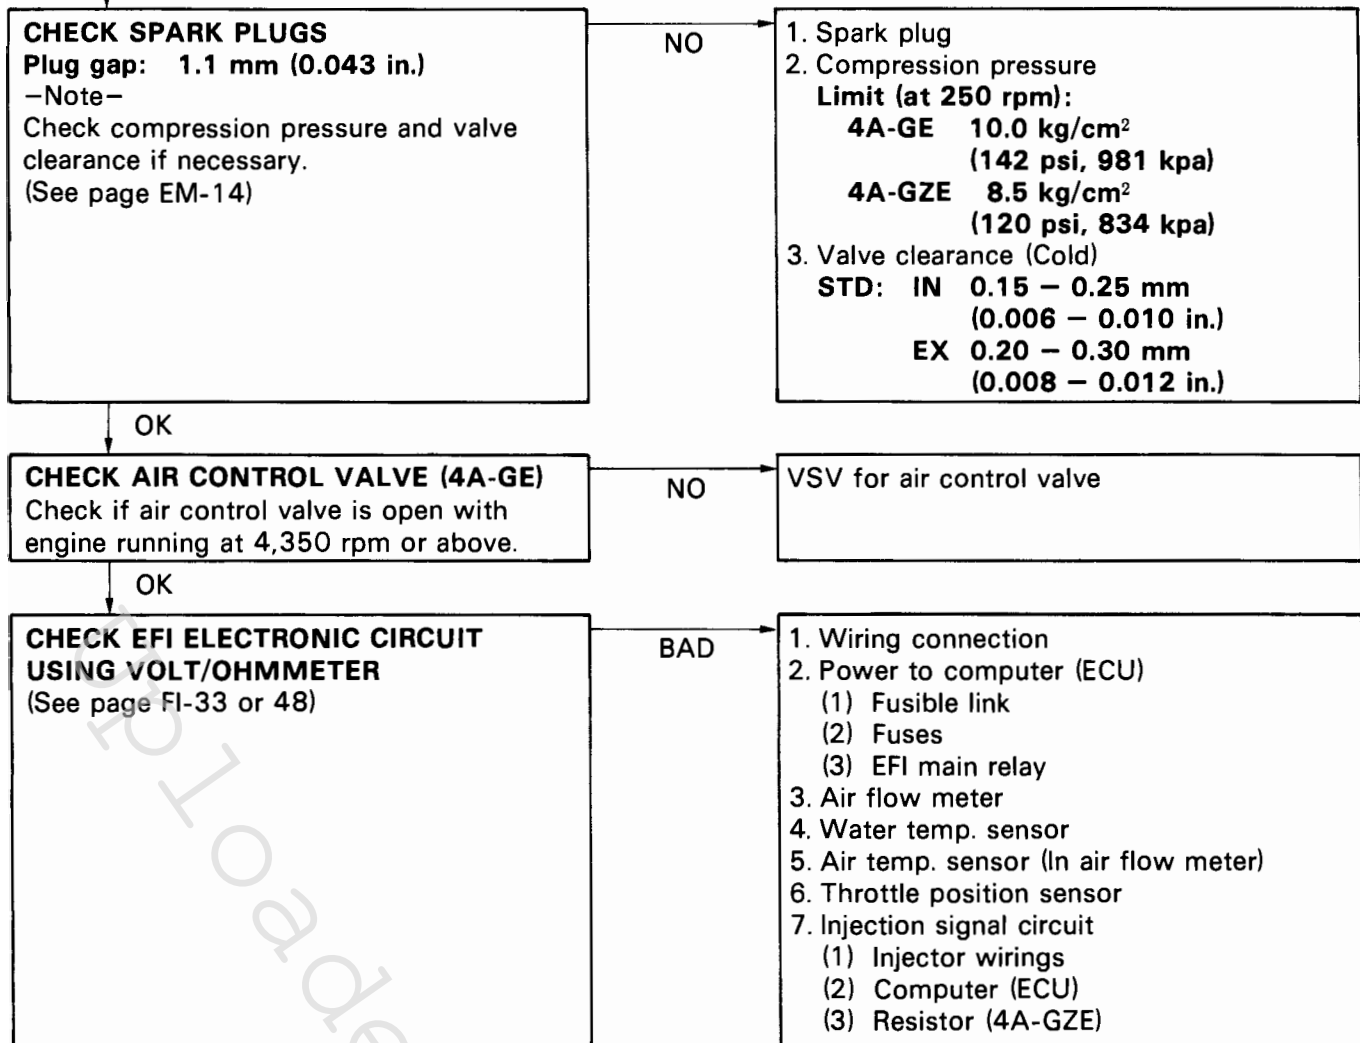 CHECK SPARK PLUGS
Plug gap: 1.1 mm (0.043 in.)
—Note—
Check compression pressure and valve
clearance if necessary.
(See page EM-14)
NO
1. Spark plug
2. Compression pressure
Limit (at 250 rpm):
4A-GE 10.0 kg/cm²
(142 psi, 981 kpa)
4A-GZE 8.5 kg/cm²
(120 psi, 834 kpa)
3. Valve clearance (Cold)
STD: IN 0.15 — 0.25 mm
(0.006 — 0.010 in.)
EX 0.20 — 0.30 mm
(0.008 — 0.012 in.)
OK
CHECK AIR CONTROL VALVE (4A-GE)
Check if air control valve is open with
engine running at 4,350 rpm or above.
NO
VSV for air control valve
OK
CHECK EFI ELECTRONIC CIRCUIT
USING VOLT/OHMMETER
(See page FI-33 or 48)
BAD
1. Wiring connection
2. Power to computer (ECU)
(1) Fusible link
(2) Fuses
(3) EFI main relay
3. Air flow meter
4. Water temp. sensor
5. Air temp. sensor (In air flow meter)
6. Throttle position sensor
7. Injection signal circuit
(1) Injector wirings
(2) Computer (ECU)
(3) Resistor (4A-GZE)
Uploade